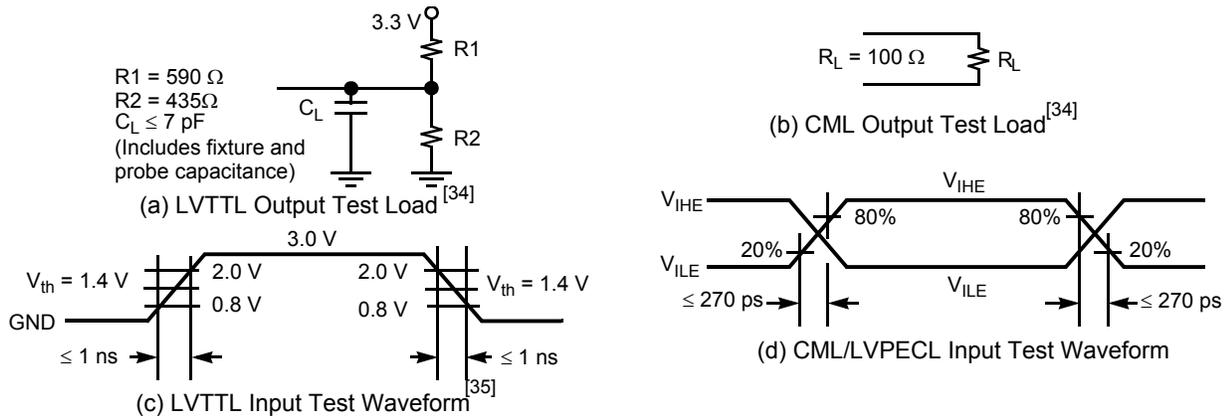 3.3 V
R1
R1 = 590 Ω
R2 = 435Ω
C_L ≤ 7 pF
(Includes fixture and
probe capacitance)
C_L
R2
(a) LVTTL Output Test Load [34]
R_L = 100 Ω
R_L
(b) CML Output Test Load[34]
3.0 V
V_th = 1.4 V
2.0 V
0.8 V
2.0 V
0.8 V
V_th = 1.4 V
GND
≤ 1 ns
≤ 1 ns
(c) LVTTL Input Test Waveform[35]
V_IHE
V_IHE
80%
80%
20%
20%
V_ILE
V_ILE
≤ 270 ps
≤ 270 ps
(d) CML/LVPECL Input Test Waveform